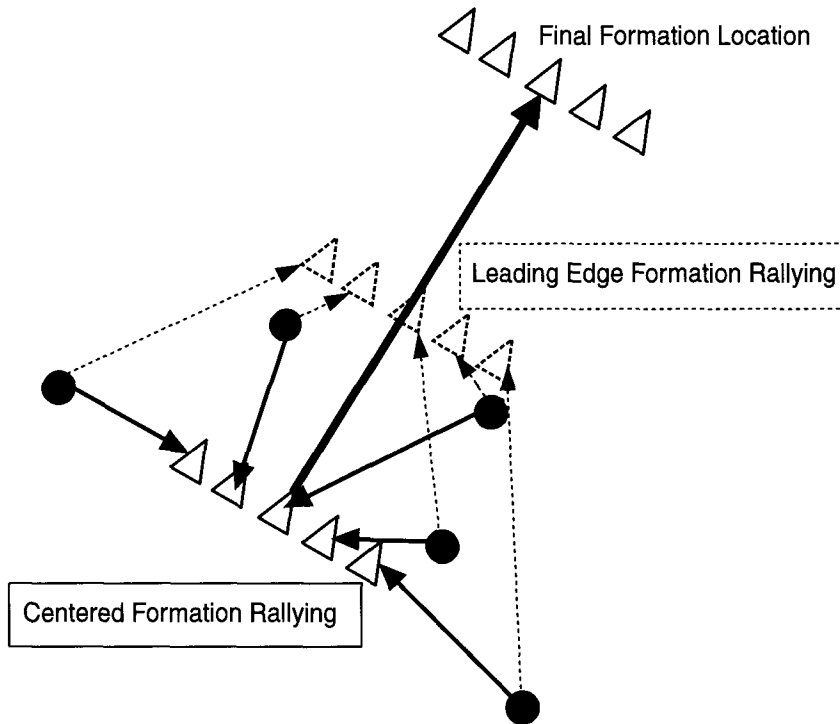 Final Formation Location
Leading Edge Formation Rallying
Centered Formation Rallying